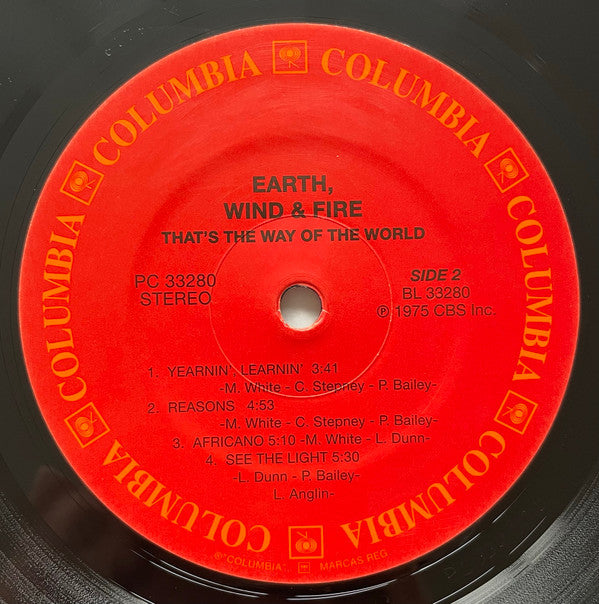 COLUMBIA COLUMBIA COLUMBIA COLUMBIA COLUMBIA COLUMBIA
EARTH,
WIND & FIRE
THAT'S THE WAY OF THE WORLD
PC 33280
STEREO
SIDE 2
BL 33280
℗ 1975 CBS Inc.
1. YEARNIN' LEARNIN' 3:41
-M. White - C. Stepney - P. Bailey-
2. REASONS 4:53
-M. White - C. Stepney - P. Bailey-
3. AFRICANO 5:10 -M. White - L. Dunn-
4. SEE THE LIGHT 5:30
-L. Dunn - P. Bailey-
L. Anglin-
® "COLUMBIA", MARCAS REG